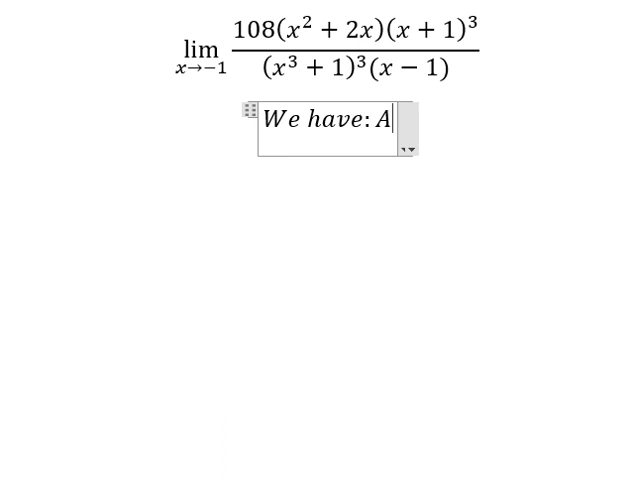 lim x→−1 108(x² + 2x)(x + 1)³ / (x³ + 1)³(x − 1)
We have: A